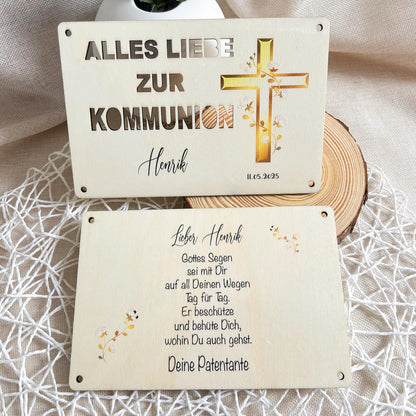 ALLES LIEBE
ZUR
KOMMUNION
Henrik
11.05.2025
Lieber Henrik
Gottes Segen
sei mit Dir
auf all Deinen Wegen
Tag für Tag.
Er beschütze
und behüte Dich,
wohin Du auch gehst.
Deine Patentante